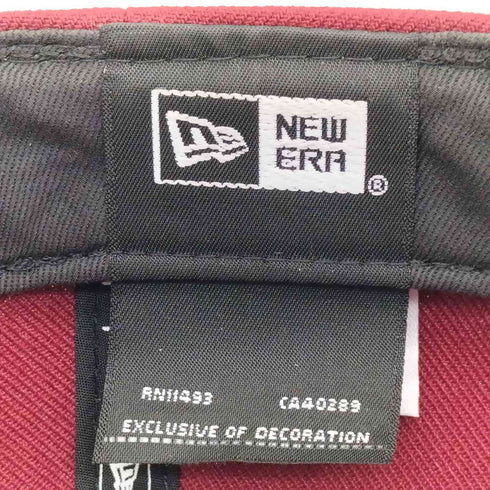 NEW
ERA
®
RN11493 CA40289
EXCLUSIVE OF DECORATION